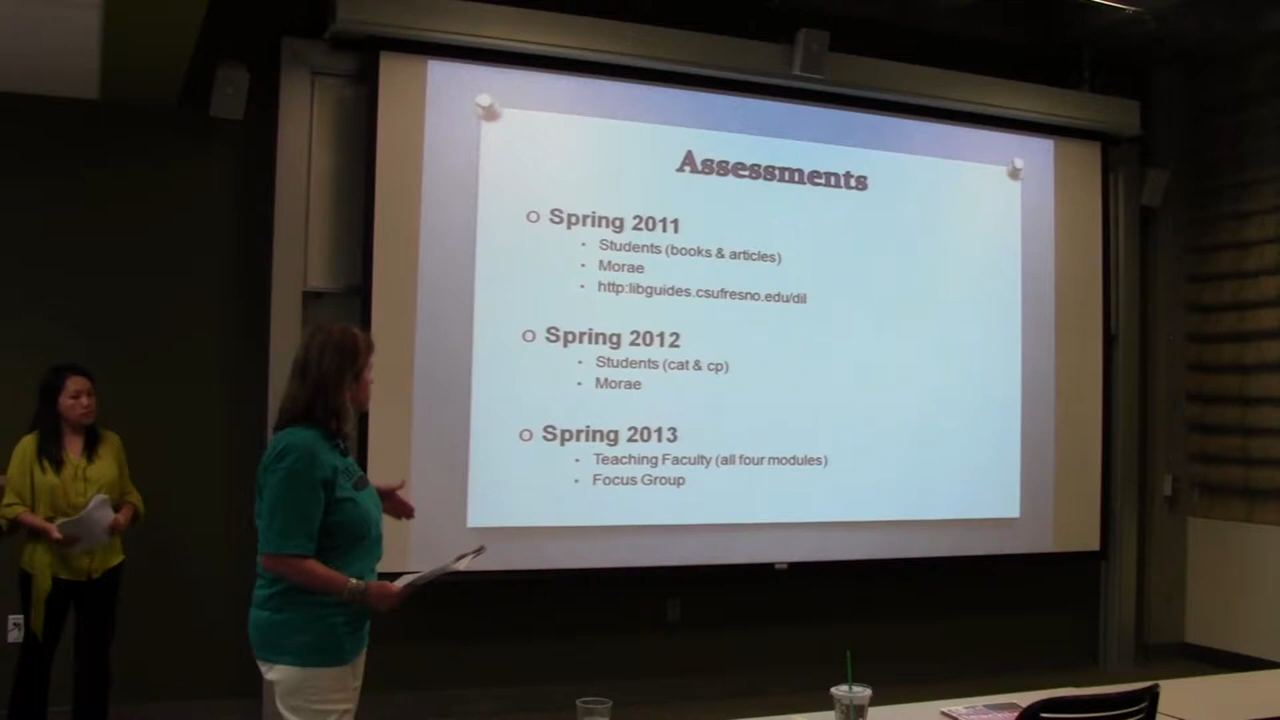 Assessments
o Spring 2011
• Students (books & articles)
• Morae
• http:libguides.csufresno.edu/dil
o Spring 2012
• Students (cat & cp)
• Morae
o Spring 2013
• Teaching Faculty (all four modules)
• Focus Group